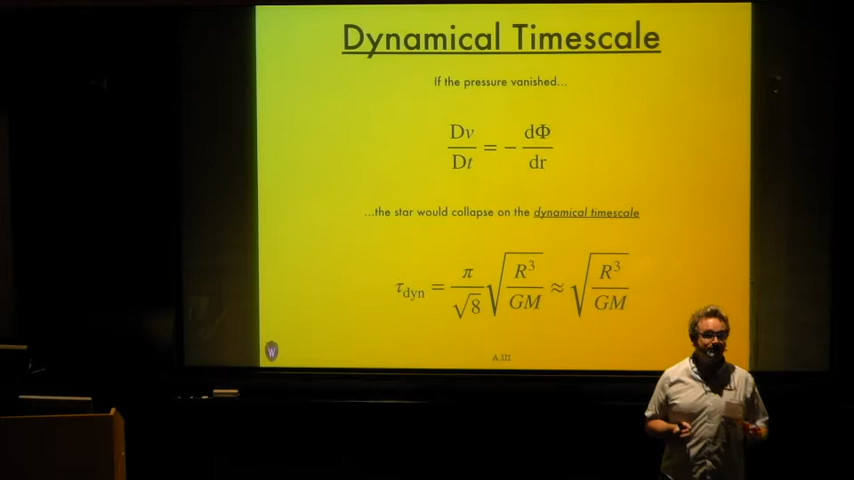 Dynamical Timescale
If the pressure vanished...
Dv/Dt = − dΦ/dr
...the star would collapse on the dynamical timescale
τdyn = π/√8 √R³/GM ≈ √R³/GM
W
A.III